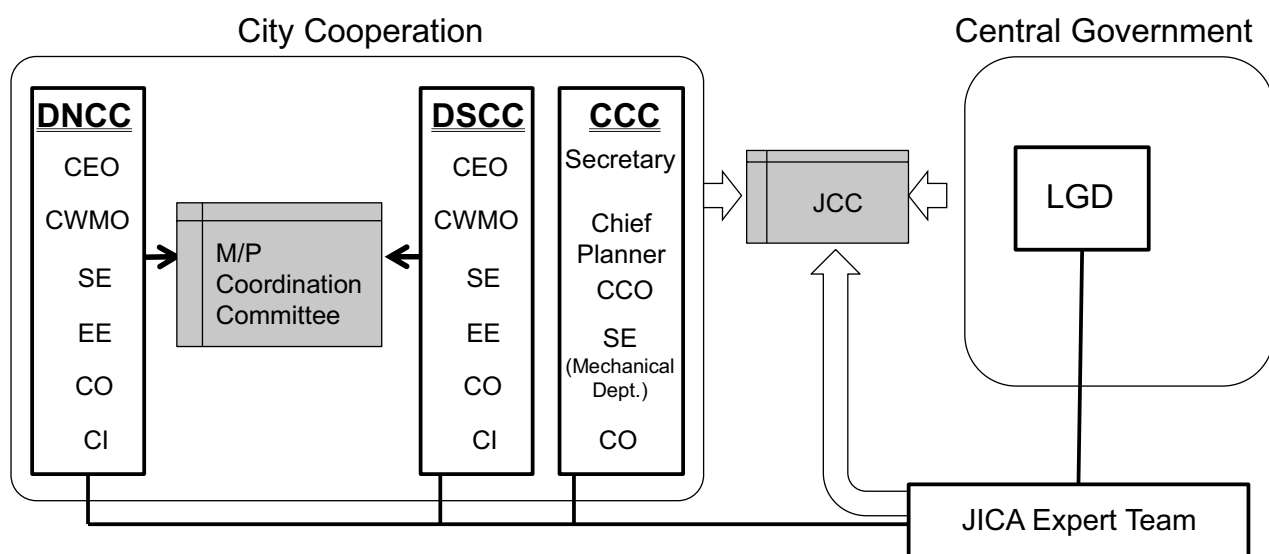 City Cooperation
Central Government
DNCC
CEO
CWMO
SE
EE
CO
CI
M/P
Coordination
Committee
DSCC
CEO
CWMO
SE
EE
CO
CI
CCC
Secretary
Chief
Planner
CCO
SE
(Mechanical
Dept.)
CO
JCC
LGD
JICA Expert Team